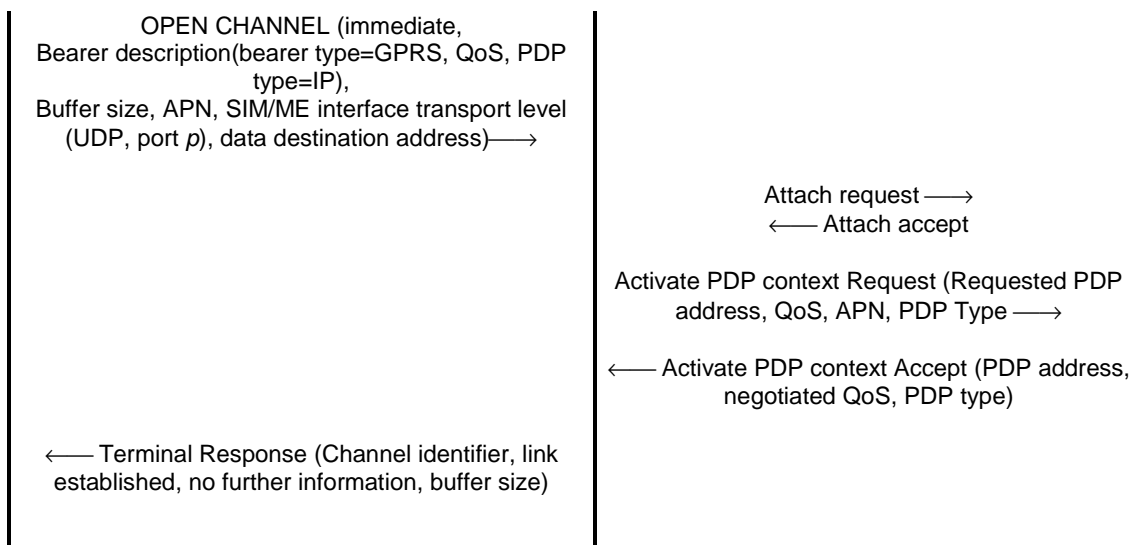 OPEN CHANNEL (immediate,
Bearer description(bearer type=GPRS, QoS, PDP
type=IP),
Buffer size, APN, SIM/ME interface transport level
(UDP, port p), data destination address)⟶
Attach request ⟶
⟵ Attach accept
Activate PDP context Request (Requested PDP
address, QoS, APN, PDP Type ⟶
⟵ Activate PDP context Accept (PDP address,
negotiated QoS, PDP type)
⟵ Terminal Response (Channel identifier, link
established, no further information, buffer size)